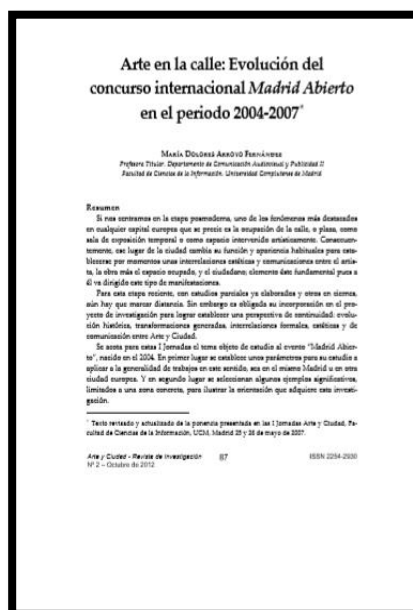 Arte en la calle: Evolución del
concurso internacional Madrid Abierto
en el periodo 2004-2007*
María Dolores Arroyo Fernández
Profesora Titular. Departamento de Comunicación Audiovisual y Publicidad II
Facultad de Ciencias de la Información. Universidad Complutense de Madrid
Resumen
Si nos centramos en la etapa posmoderna, uno de los fenómenos más destacados
en cualquier capital europea que se precie es la ocupación de la calle, o plaza, como
sala de exposición temporal o como espacio intervenido artísticamente. Consecuen-
temente, ese lugar de la ciudad cambia su función y apariencia habituales para esta-
blecerse por momentos unas interrelaciones estéticas y comunicaciones entre el artis-
ta, la obra más el espacio ocupado, y el ciudadano; elemento éste fundamental pues a
él va dirigido este tipo de manifestaciones.
Para esta etapa reciente, con estudios parciales ya elaborados y otros en ciernes,
aún hay que marcar distancia. Sin embargo es obligada su incorporación en el pro-
yecto de investigación para lograr establecer una perspectiva de continuidad: evolu-
ción histórica, transformaciones generadas, interrelaciones formales, estéticas y de
comunicación entre Arte y Ciudad.
Se acota para estas I Jornadas el tema objeto de estudio al evento "Madrid Abier-
to", nacido en el 2004. En primer lugar se establece unos parámetros para su estudio a
aplicar a la generalidad de trabajos en este sentido, sea en el mismo Madrid u en otra
ciudad europea. Y en segundo lugar se seleccionan algunos ejemplos significativos,
limitados a una zona concreta, para ilustrar la orientación que adquiere esta investi-
gación.
* Texto revisado y actualizado de la ponencia presentada en las I Jornadas Arte y Ciudad, Fa-
cultad de Ciencias de la Información, UCM, Madrid 25 y 26 de mayo de 2007.
Arte y Ciudad - Revista de Investigación 87 ISSN 2254-2930
Nº 2 – Octubre de 2012